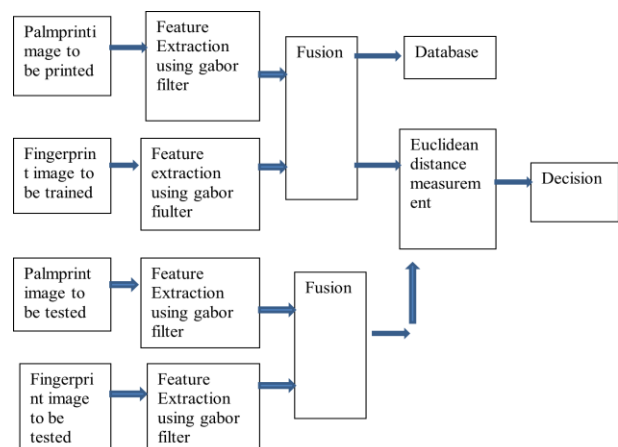 Palmprinti
mage to
be printed
Feature
Extraction
using gabor
filter
Fusion
Database
Fingerprin
t image to
be trained
Feature
extraction
using gabor
fiulter
Euclidean
distance
measurem
ent
Decision
Palmprint
image to
be tested
Feature
Extraction
using gabor
filter
Fusion
Fingerpri
nt image
to be
tested
Feature
Extraction
using gabor
filter